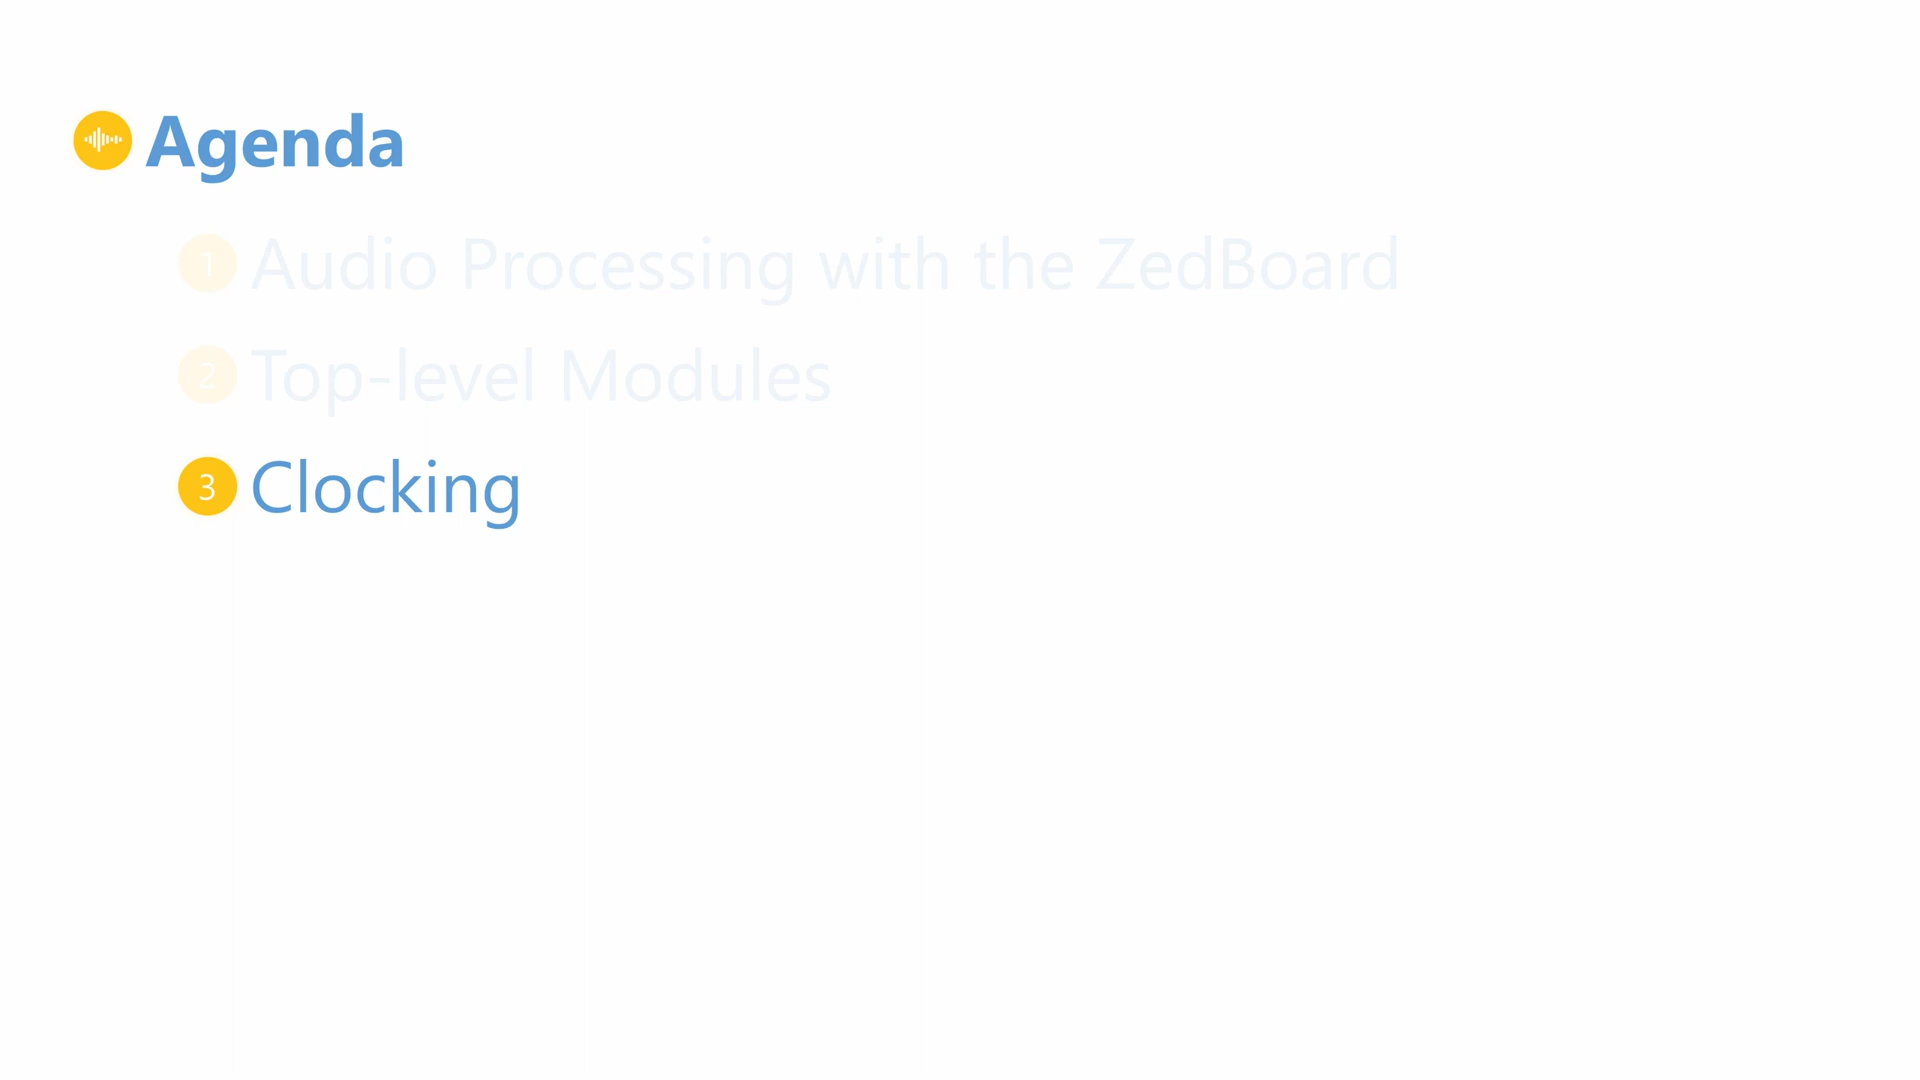 Agenda
1 Audio Processing with the ZedBoard
2 Top-level Modules
3 Clocking